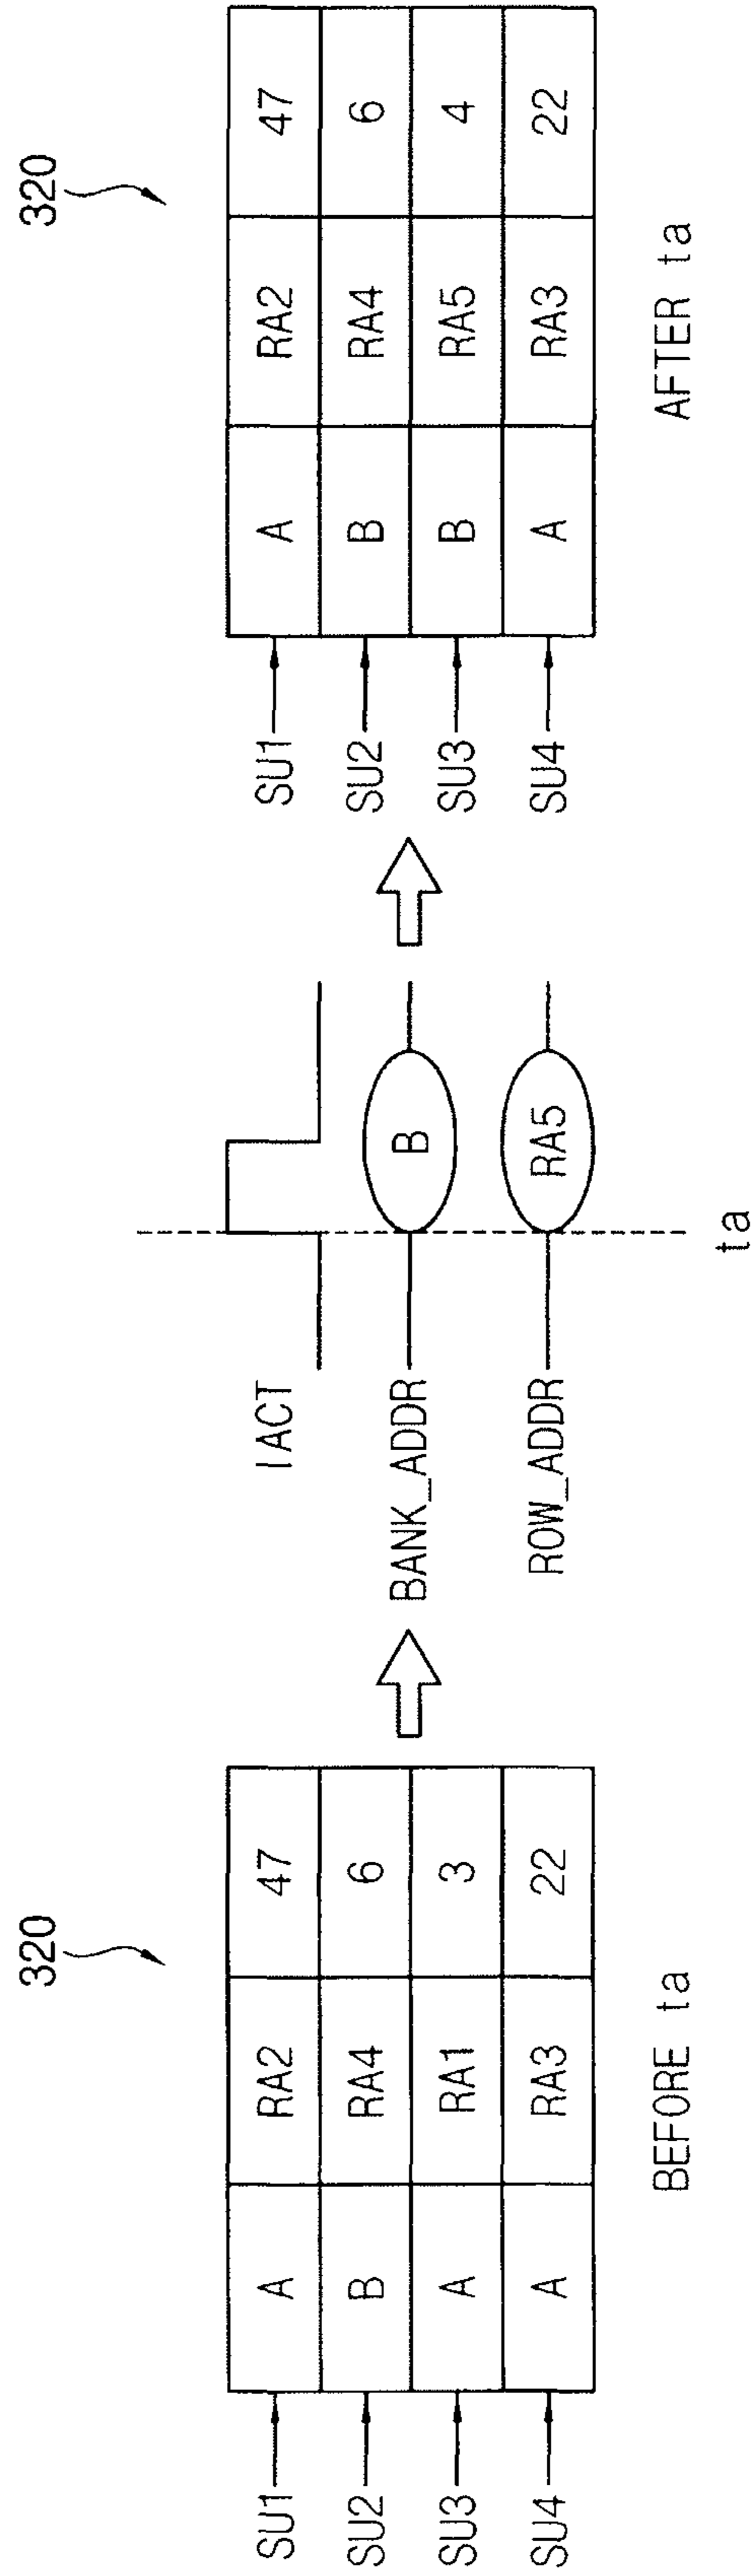 320
SU1 A RA2 47
SU2 B RA4 6
SU3 A RA1 3
SU4 A RA3 22
BEFORE ta
IACT
BANK_ADDR B
ROW_ADDR RA5
ta
320
SU1 A RA2 47
SU2 B RA4 6
SU3 B RA5 4
SU4 A RA3 22
AFTER ta